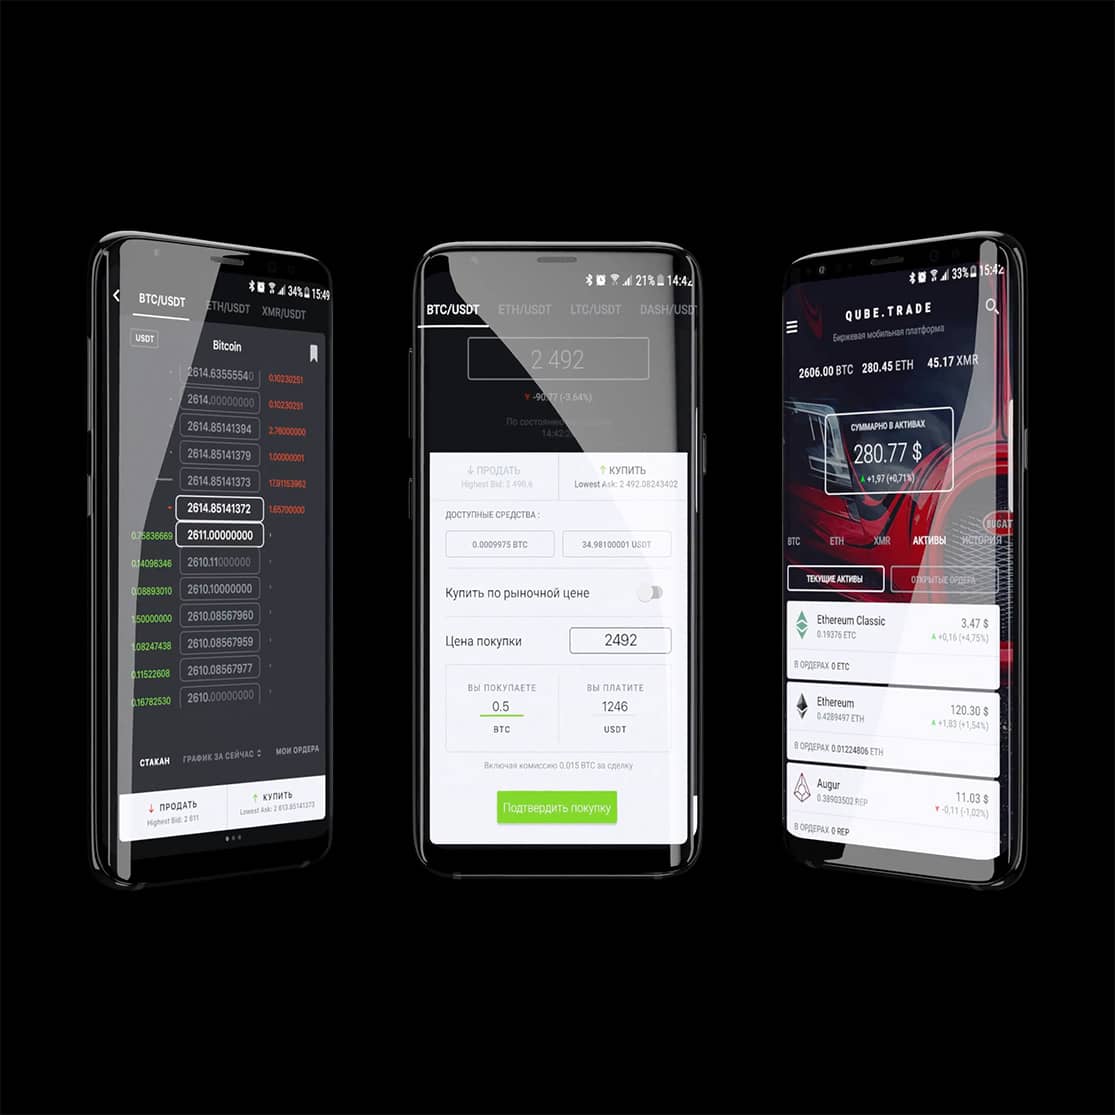 34% 15:49
BTC/USDT ETH/USDT XMR/USDT
USDT
Bitcoin
2614.63555540 0.10230251
2614.00000000 0.10230251
2614.85141394 2.76000000
2614.85141379 1.00000001
2614.85141373 17.91153962
2614.85141372 1.65700000
0.75836669 2611.00000000
0.14096346 2610.11000000
0.08893010 2610.10000000
1.50000000 2610.08567960
1.08247438 2610.08567959
0.11522608 2610.08567977
0.16782530 2610.00000000
СТАКАН ГРАФИК ЗА СЕЙЧАС МОИ ОРДЕРА
ПРОДАТЬ
Highest Bid: 2 611
КУПИТЬ
Lowest Ask: 2 613.85141373
21% 14:42
BTC/USDT ETH/USDT LTC/USDT DASH/USD
2 492
-90,77 (-3,64%)
По состоянию
14:42:2
ПРОДАТЬ
Highest Bid: 2 490,6
КУПИТЬ
Lowest Ask: 2 492.08243402
ДОСТУПНЫЕ СРЕДСТВА :
0.0009975 BTC 34.98100001 USDT
Купить по рыночной цене
Цена покупки 2492
ВЫ ПОКУПАЕТЕ
0.5
BTC
ВЫ ПЛАТИТЕ
1246
USDT
Включая комиссию 0.015 BTC за сделку
Подтвердить покупку
33% 15:42
QUBE.TRADE
Биржевая мобильная платформа
2606.00 BTC 280.45 ETH 45.17 XMR
СУММАРНО В АКТИВАХ
280.77 $
+1,97 (+0,71%)
BUGAT
BTC ETH XMR АКТИВЫ ИСТОРИЯ
ТЕКУЩИЕ АКТИВЫ ОТКРЫТЫЕ ОРДЕРА
Ethereum Classic 3.47 $
0.19376 ETC +0,16 (+4,75%)
В ОРДЕРАХ 0 ETC
Ethereum 120.30 $
0.4289497 ETH +1,83 (+1,54%)
В ОРДЕРАХ 0.01224806 ETH
Augur 11.03 $
0.38903502 REP -0,11 (-1,02%)
В ОРДЕРАХ 0 REP